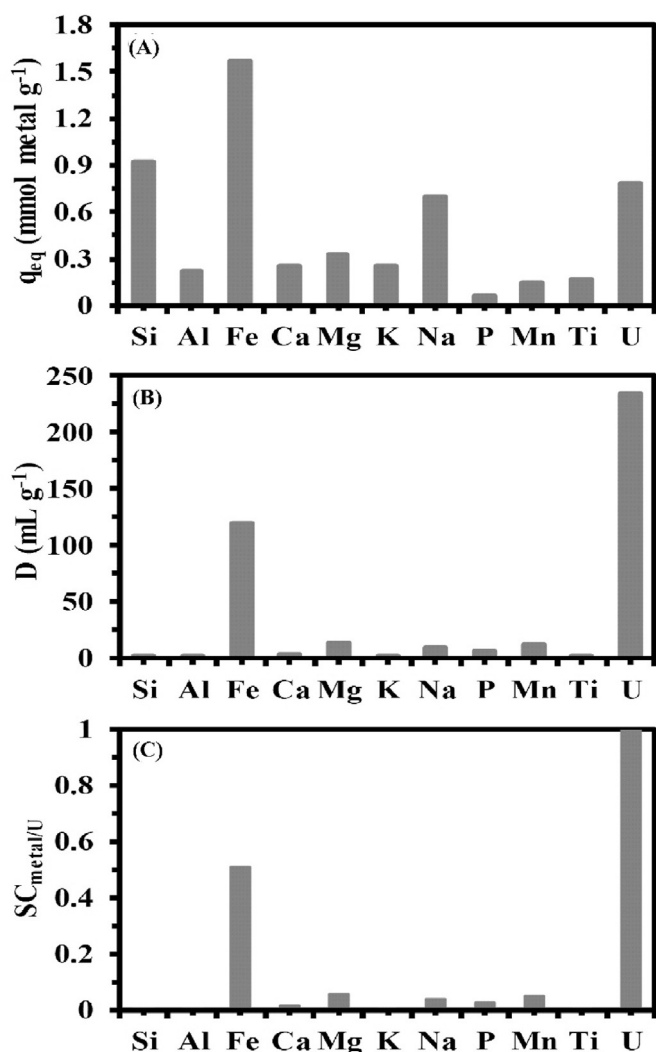 (A)
1.8
1.5
1.2
0.9
0.6
0.3
0
q_eq (mmol metal g⁻¹)
Si Al Fe Ca Mg K Na P Mn Ti U
(B)
250
200
150
100
50
0
D (mL g⁻¹)
Si Al Fe Ca Mg K Na P Mn Ti U
(C)
1
0.8
0.6
0.4
0.2
0
SC_metal/U
Si Al Fe Ca Mg K Na P Mn Ti U